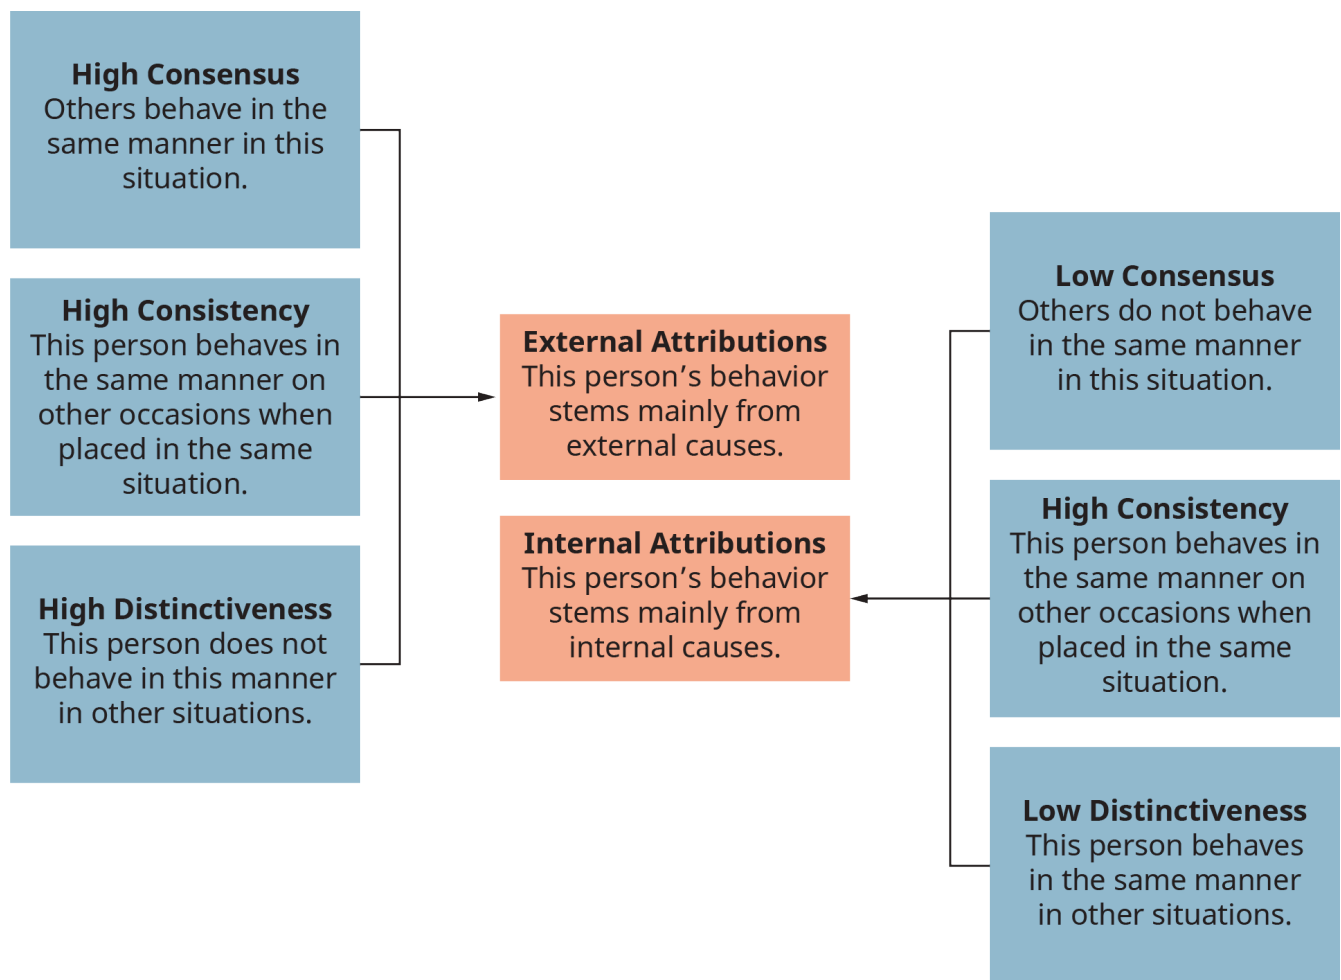 High Consensus
Others behave in the
same manner in this
situation.
High Consistency
This person behaves in
the same manner on
other occasions when
placed in the same
situation.
High Distinctiveness
This person does not
behave in this manner
in other situations.
External Attributions
This person’s behavior
stems mainly from
external causes.
Internal Attributions
This person’s behavior
stems mainly from
internal causes.
Low Consensus
Others do not behave
in the same manner
in this situation.
High Consistency
This person behaves in
the same manner on
other occasions when
placed in the same
situation.
Low Distinctiveness
This person behaves
in the same manner
in other situations.